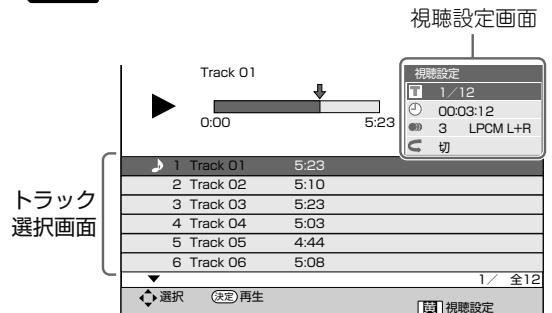 視聴設定画面
Track 01
0:00 5:23
視聴設定
T 1/12
00:03:12
3 LPCM L+R
切
トラック
選択画面
1 Track 01 5:23
2 Track 02 5:10
3 Track 03 5:23
4 Track 04 5:03
5 Track 05 4:44
6 Track 06 5:08
1/ 全12
選択 決定 再生
視聴設定